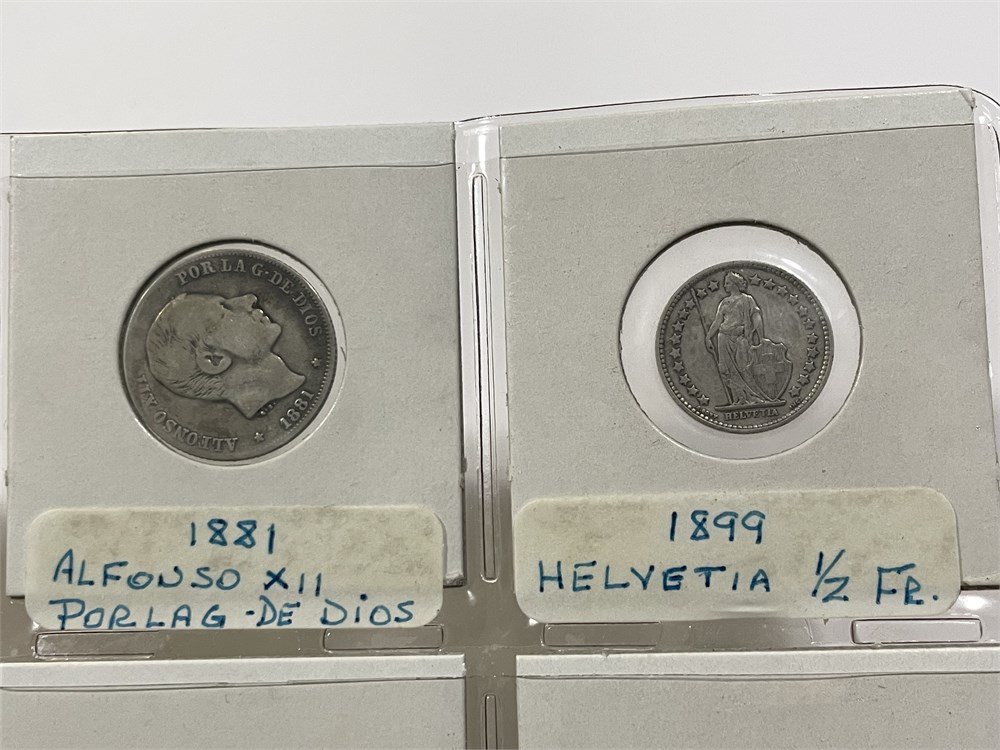 POR LA G·DE·DIOS
ALFONSO XII
1881
HELVETIA
1881
ALFONSO XII
PORLAG-DE DIOS
1899
HELVETIA 1/2 FR.